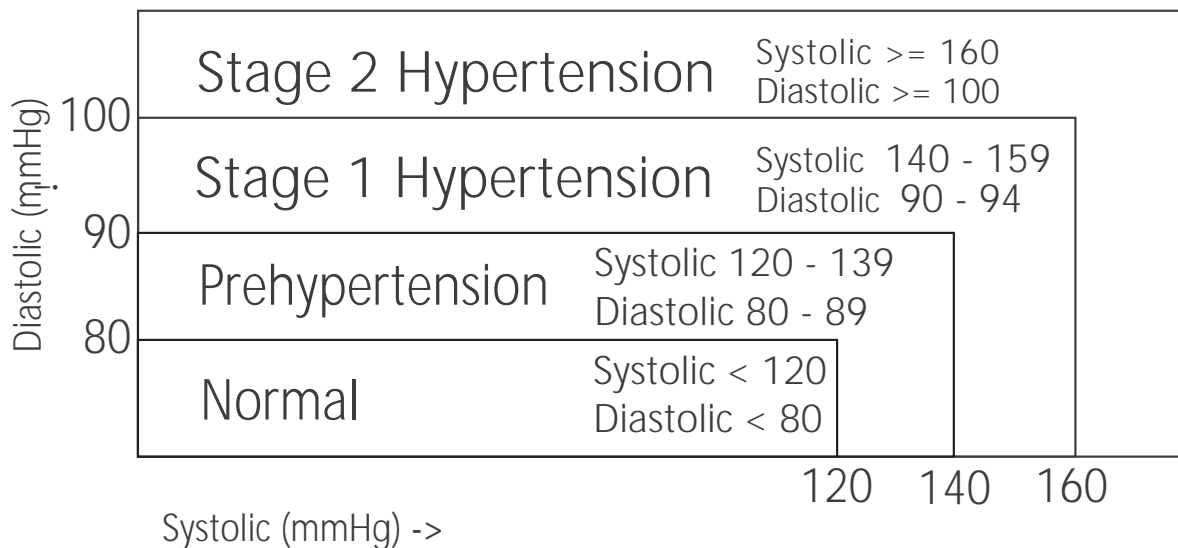 Stage 2 Hypertension
Systolic >= 160
Diastolic >= 100
100
Stage 1 Hypertension
Systolic 140 - 159
Diastolic 90 - 94
90
Prehypertension
Systolic 120 - 139
Diastolic 80 - 89
80
Normal
Systolic < 120
Diastolic < 80
Diastolic (mmHg)
120 140 160
Systolic (mmHg) ->